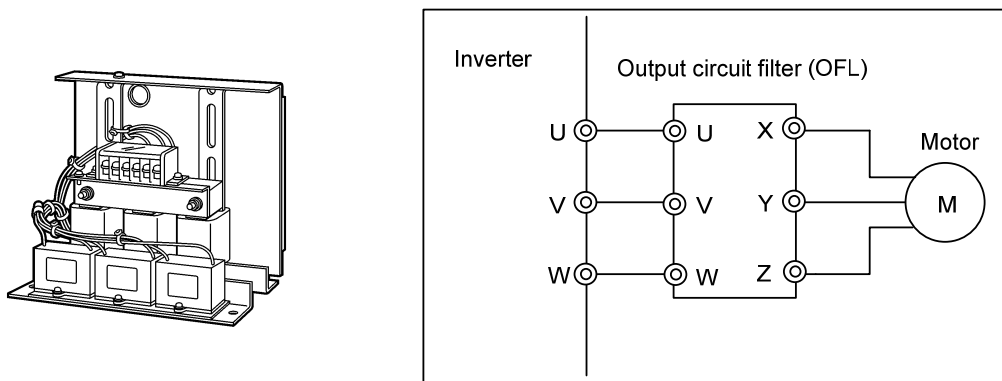 Inverter
Output circuit filter (OFL)
Motor
U U X
V V Y M
W W Z